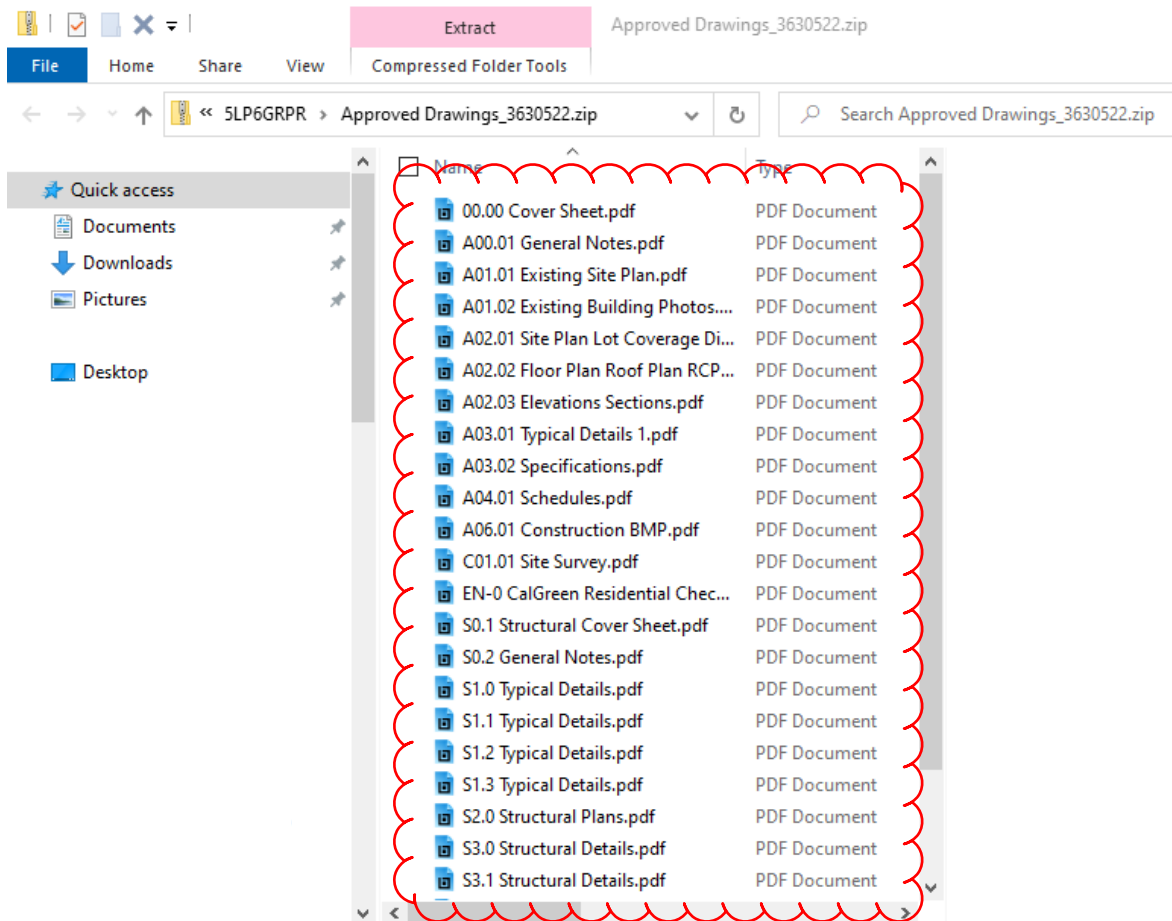 Extract
Approved Drawings_3630522.zip
File Home Share View Compressed Folder Tools
« 5LP6GRPR > Approved Drawings_3630522.zip
Search Approved Drawings_3630522.zip
Name Type
Quick access
Documents
Downloads
Pictures
Desktop
00.00 Cover Sheet.pdf PDF Document
A00.01 General Notes.pdf PDF Document
A01.01 Existing Site Plan.pdf PDF Document
A01.02 Existing Building Photos.... PDF Document
A02.01 Site Plan Lot Coverage Di... PDF Document
A02.02 Floor Plan Roof Plan RCP... PDF Document
A02.03 Elevations Sections.pdf PDF Document
A03.01 Typical Details 1.pdf PDF Document
A03.02 Specifications.pdf PDF Document
A04.01 Schedules.pdf PDF Document
A06.01 Construction BMP.pdf PDF Document
C01.01 Site Survey.pdf PDF Document
EN-0 CalGreen Residential Chec... PDF Document
S0.1 Structural Cover Sheet.pdf PDF Document
S0.2 General Notes.pdf PDF Document
S1.0 Typical Details.pdf PDF Document
S1.1 Typical Details.pdf PDF Document
S1.2 Typical Details.pdf PDF Document
S1.3 Typical Details.pdf PDF Document
S2.0 Structural Plans.pdf PDF Document
S3.0 Structural Details.pdf PDF Document
S3.1 Structural Details.pdf PDF Document